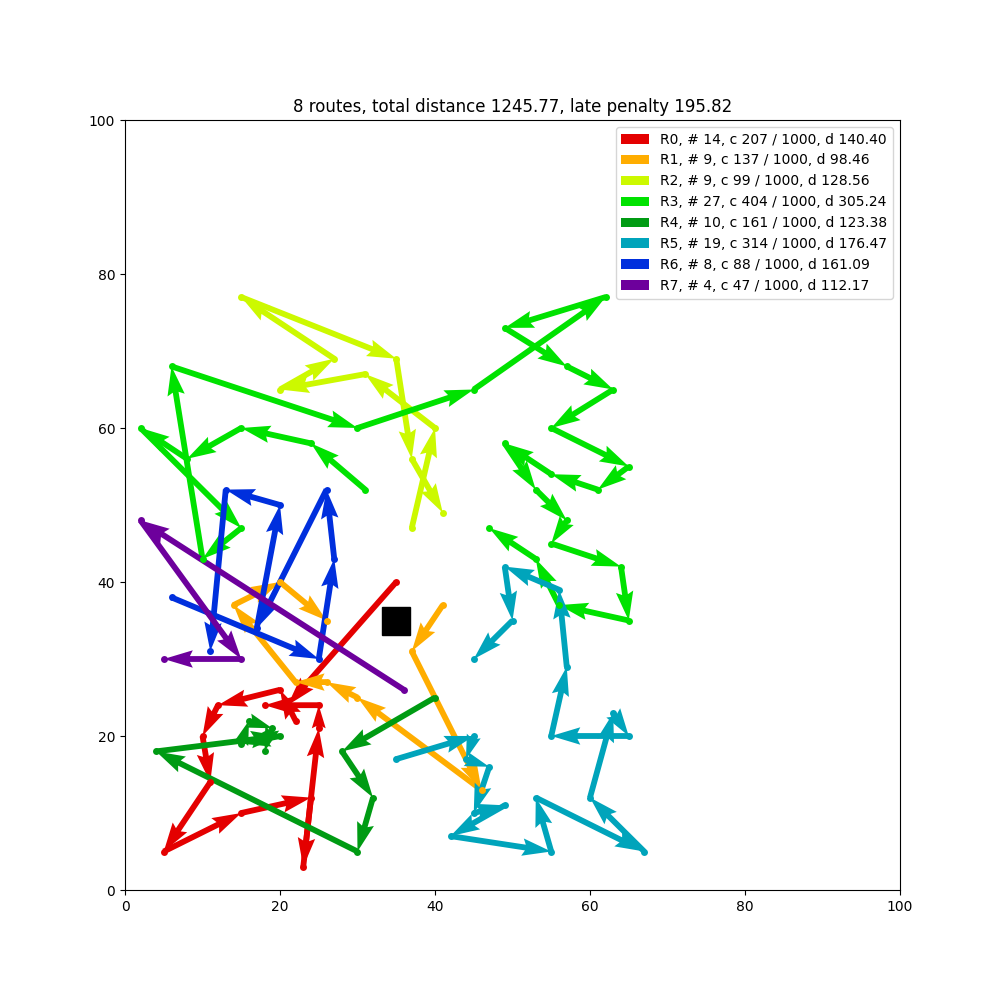 8 routes, total distance 1245.77, late penalty 195.82
R0, # 14, c 207 / 1000, d 140.40
R1, # 9, c 137 / 1000, d 98.46
R2, # 9, c 99 / 1000, d 128.56
R3, # 27, c 404 / 1000, d 305.24
R4, # 10, c 161 / 1000, d 123.38
R5, # 19, c 314 / 1000, d 176.47
R6, # 8, c 88 / 1000, d 161.09
R7, # 4, c 47 / 1000, d 112.17
100
80
60
40
20
0
0 20 40 60 80 100